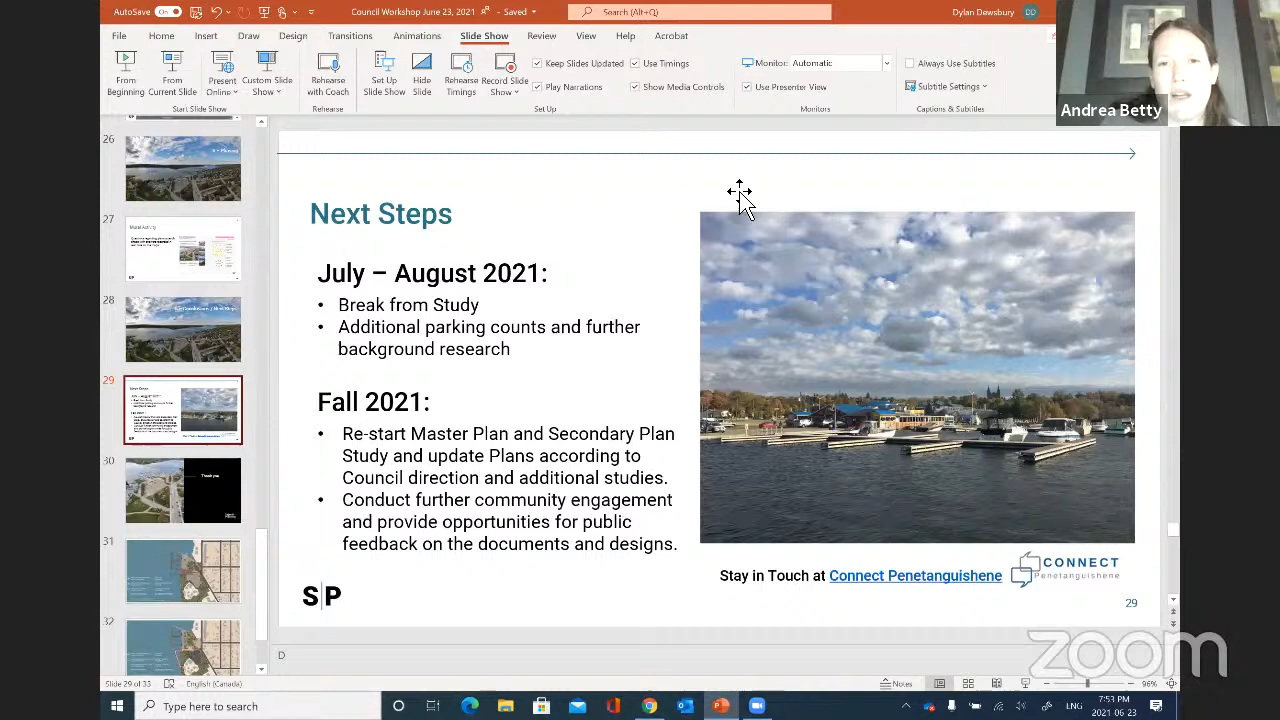 AutoSave On
Council Workshop June 23, 2021 - Saved
Search (Alt+Q)
Dylan Dewsbury DD
File Home Insert Draw Design Transitions Animations Slide Show Review View Help Acrobat
From Beginning
From Current Slide
Present Online
Custom Slide Show
Rehearse with Coach
Set Up Slide Show
Hide Slide
Rehearse Timings
Record Slide Show
Keep Slides Updated
Use Timings
Play Narrations
Show Media Controls
Monitor: Automatic
Use Presenter View
Always Use Subtitles
Subtitle Settings
Start Slide Show
Rehearse
Set Up
Monitors
Captions & Subtitles
Andrea Betty
26
27
28
29
30
Thank you
31
32
Next Steps
July – August 2021:
• Break from Study
• Additional parking counts and further
background research
Fall 2021:
• Re-start Master Plan and Secondary Plan
Study and update Plans according to
Council direction and additional studies.
• Conduct further community engagement
and provide opportunities for public
feedback on the documents and designs.
S|P
Stay in Touch at Connect Penetanguishene
CONNECT
Penetanguishene
29
D
zoom
Slide 29 of 33
English (Canada)
Notes
96%
Type here to search
ENG
7:53 PM
2021-06-23